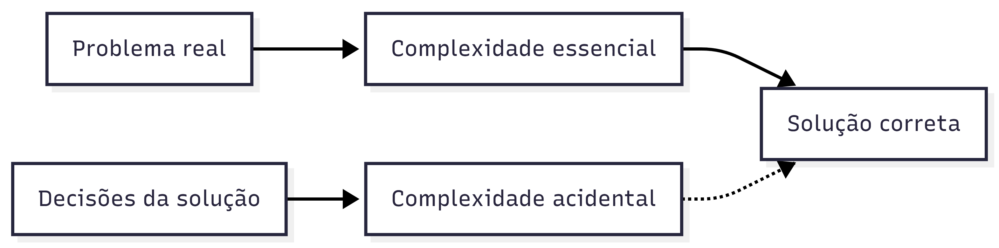 Problema real
Complexidade essencial
Solução correta
Decisões da solução
Complexidade acidental